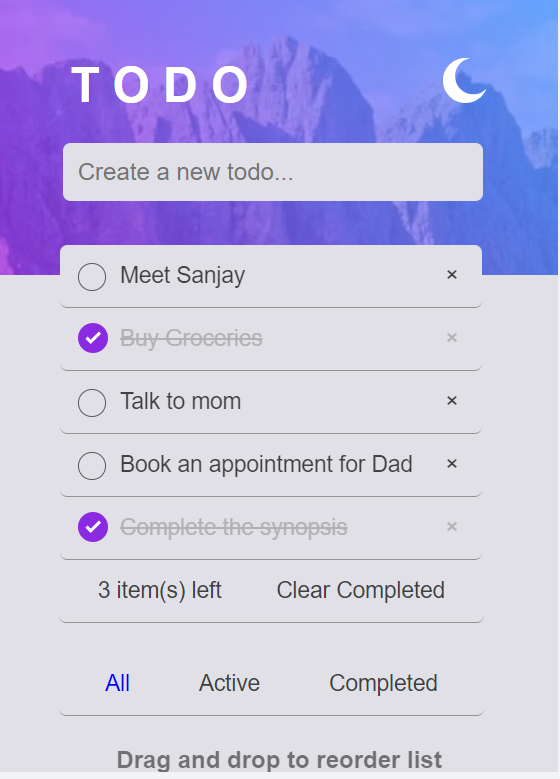 TODO
Create a new todo...
Meet Sanjay ×
Buy Groceries ×
Talk to mom ×
Book an appointment for Dad ×
Complete the synopsis ×
3 item(s) left Clear Completed
All Active Completed
Drag and drop to reorder list